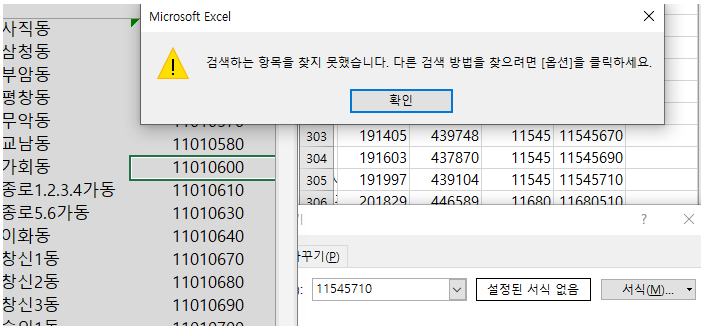 Microsoft Excel
검색하는 항목을 찾지 못했습니다. 다른 검색 방법을 찾으려면 [옵션]을 클릭하세요.
확인
사직동
삼청동
부암동
평창동
무악동
교남동 11010580
가회동 11010600
종로1.2.3.4가동 11010610
종로5.6가동 11010630
이화동 11010640
창신1동 11010670
창신2동 11010680
창신3동 11010690
303 191405 439748 11545 11545670
304 191603 437870 11545 11545690
305 191997 439104 11545 11545710
306 201829 446589 11680 11680510
바꾸기(P)
11545710 설정된 서식 없음 서식(M)...